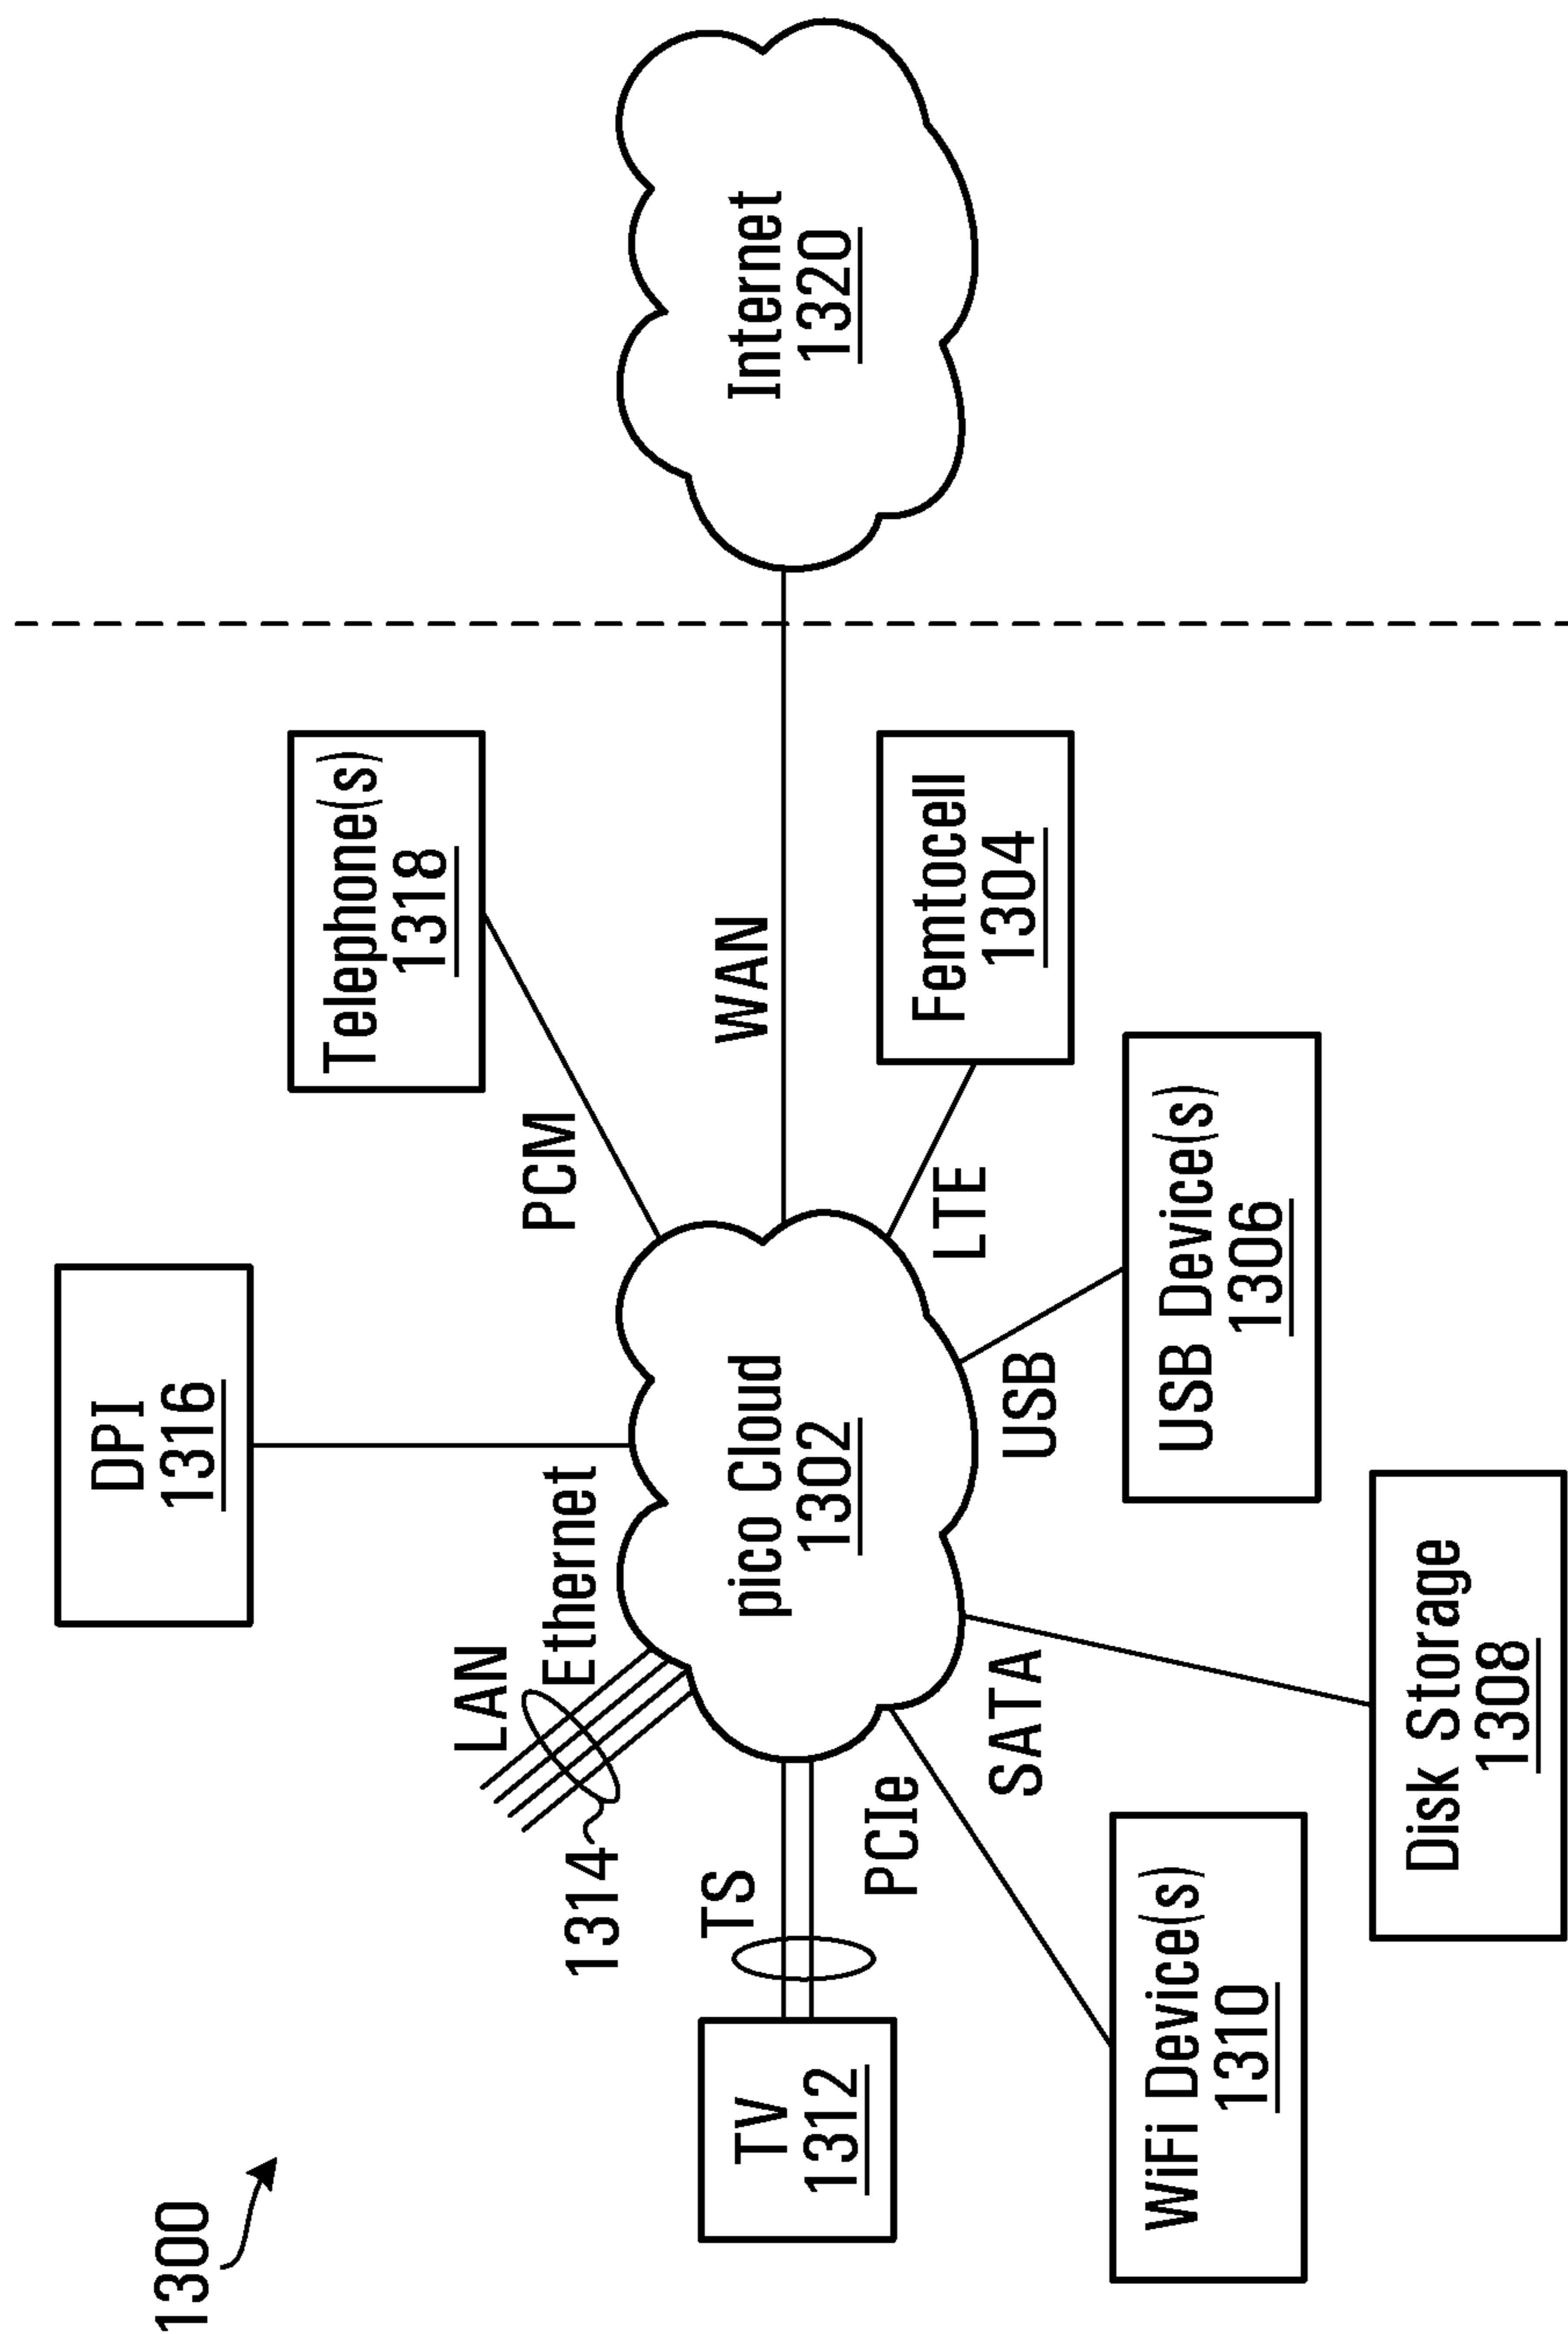 1300
DPI
1316
Telephone(s)
1318
LAN
Ethernet
PCM
1314
TS
WAN
TV
1312
pico Cloud
1302
Internet
1320
PCIe
LTE
Femtocell
1304
SATA
USB
WiFi Device(s)
1310
USB Device(s)
1306
Disk Storage
1308